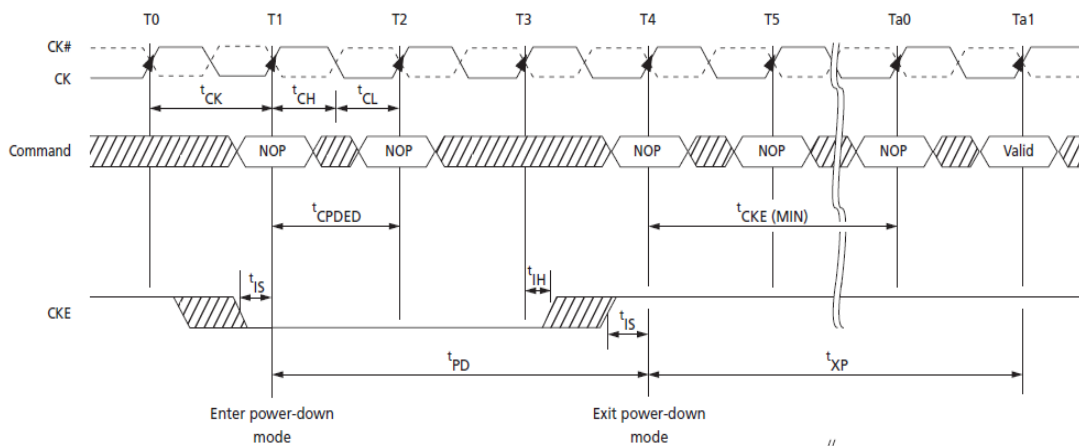 T0 T1 T2 T3 T4 T5 Ta0 Ta1
CK#
CK
tCK tCH tCL
Command NOP NOP NOP NOP NOP Valid
tCPDED tCKE (MIN)
tIS tIH
CKE
tIS
tPD tXP
Enter power-down Exit power-down
mode mode